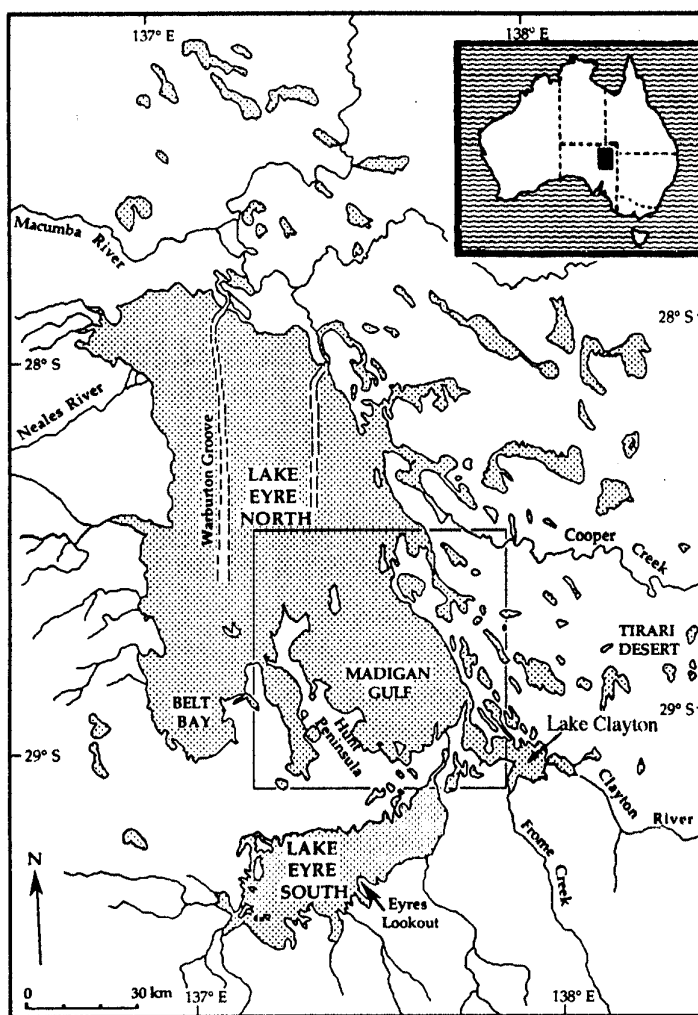 137° E
138° E
Macumba
River
28° S
28° S
Neales River
Warburton Groove
LAKE
EYRE
NORTH
Cooper
Creek
TIRARI
DESERT
MADIGAN
GULF
BELT
BAY
Hunt
Peninsula
29° S
Lake Clayton
29° S
Clayton
River
Frome
Creek
N
LAKE
EYRE
SOUTH
Eyres
Lookout
0
30 km
137° E
138° E